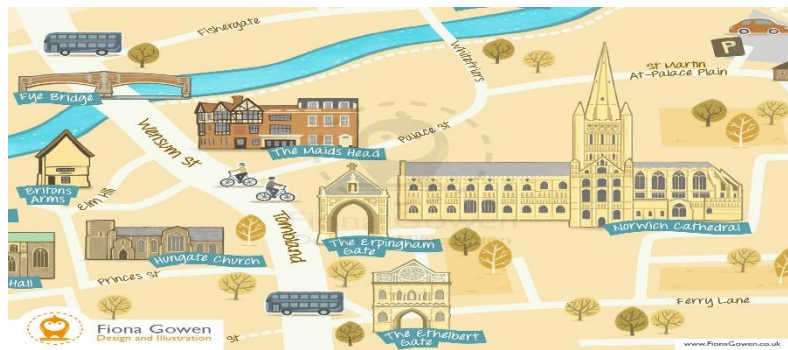 Fishergate
Whitefriars
P
St Martin
At-Palace Plain
Fye Bridge
Wensum St
The Maids Head
Palace St
Britons
Arms
Elm Hill
Tombland
Norwich Cathedral
The Erpingham
Gate
Hungate Church
Hall
Princes St
Ferry Lane
The Ethelbert
Gate
Fiona Gowen
Design and Illustration
st
www.FionaGowen.co.uk